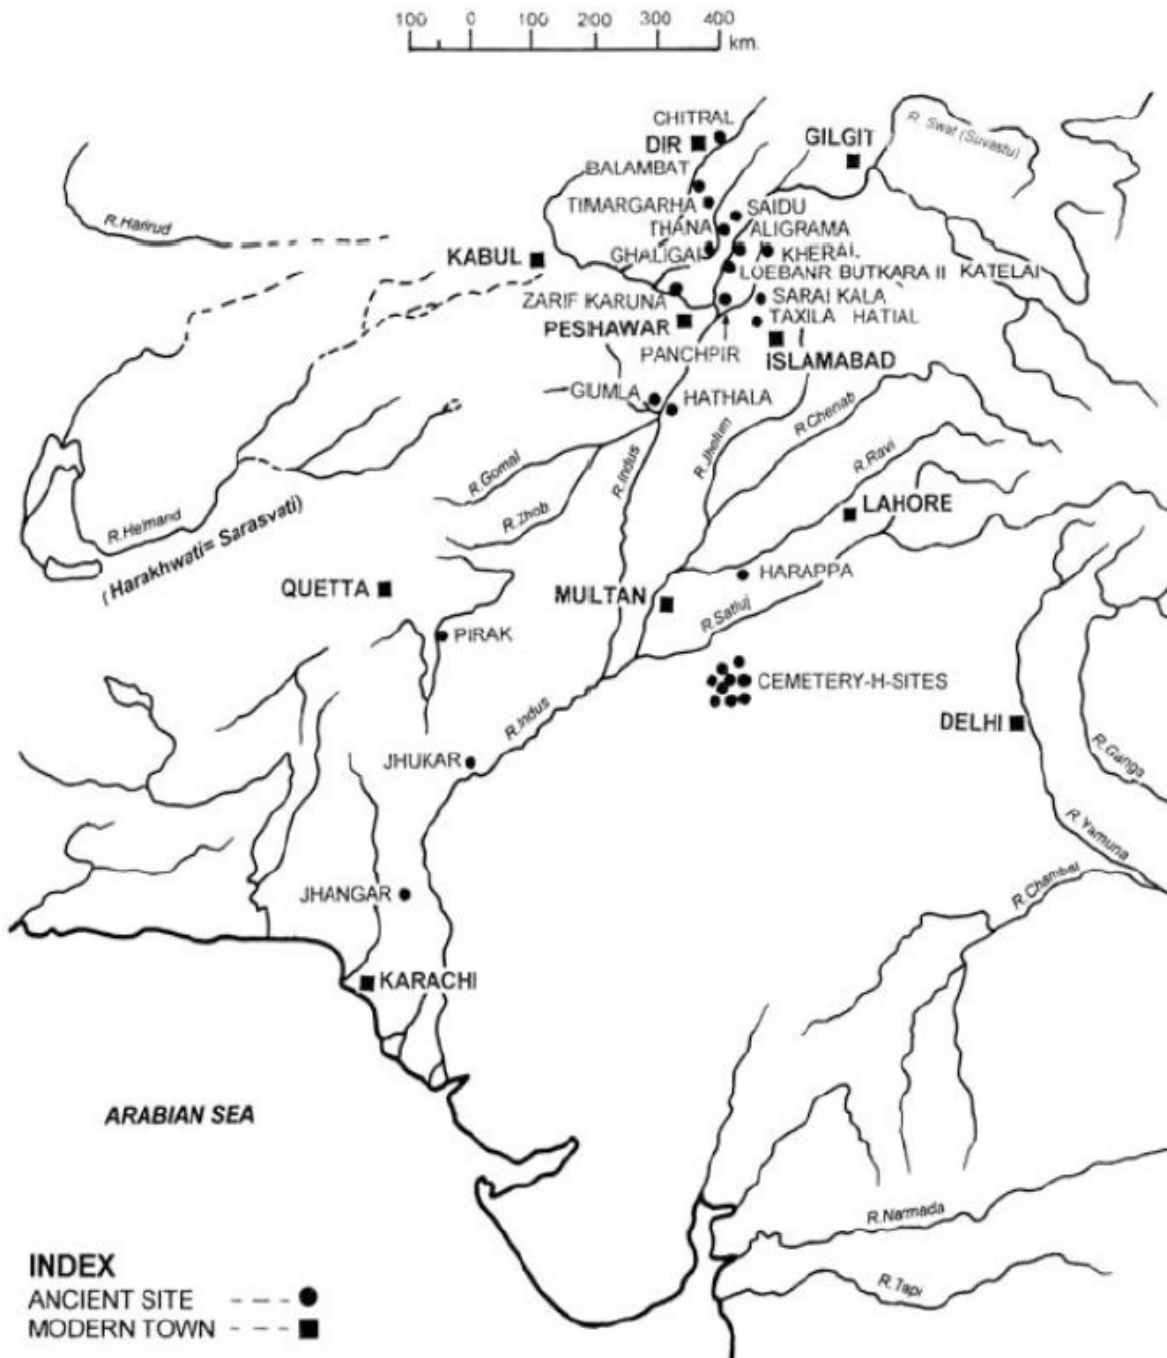 100 0 100 200 300 400
km.
CHITRAL
DIR
GILGIT
R. Swat (Suvastu)
BALAMBAT
TIMARGARHA
SAIDU
R.Harirud
THANA
ALIGRAMA
KABUL
GHALIGAI
KHERAI
LOEBANR BUTKARA II KATELAI
ZARIF KARUNA
SARAI KALA
PESHAWAR
TAXILA HATIAL
PANCHPIR
ISLAMABAD
GUMLA
HATHALA
R.Chenab
R.Jhelum
R.Indus
R.Ravi
R.Gomal
LAHORE
R.Zhob
R.Helmand
(Harakhwati= Sarasvati)
HARAPPA
QUETTA
MULTAN
R.Satluj
PIRAK
CEMETERY-H-SITES
R.Indus
DELHI
JHUKAR
R.Ganga
R.Yamuna
JHANGAR
R.Chambal
KARACHI
ARABIAN SEA
R.Narmada
R.Tapi
INDEX
ANCIENT SITE
MODERN TOWN